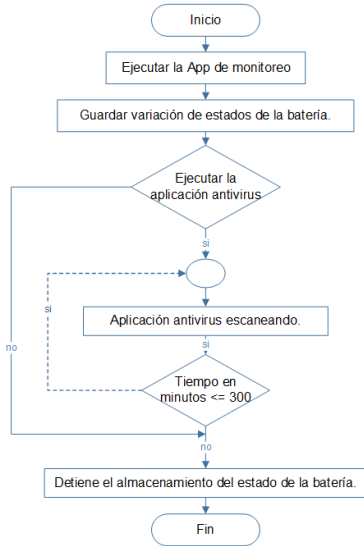 Inicio
Ejecutar la App de monitoreo
Guardar variación de estados de la batería.
Ejecutar la
aplicación antivirus
si
si
Aplicación antivirus escaneando.
si
no
Tiempo en
minutos <= 300
no
no
Detiene el almacenamiento del estado de la batería.
Fin